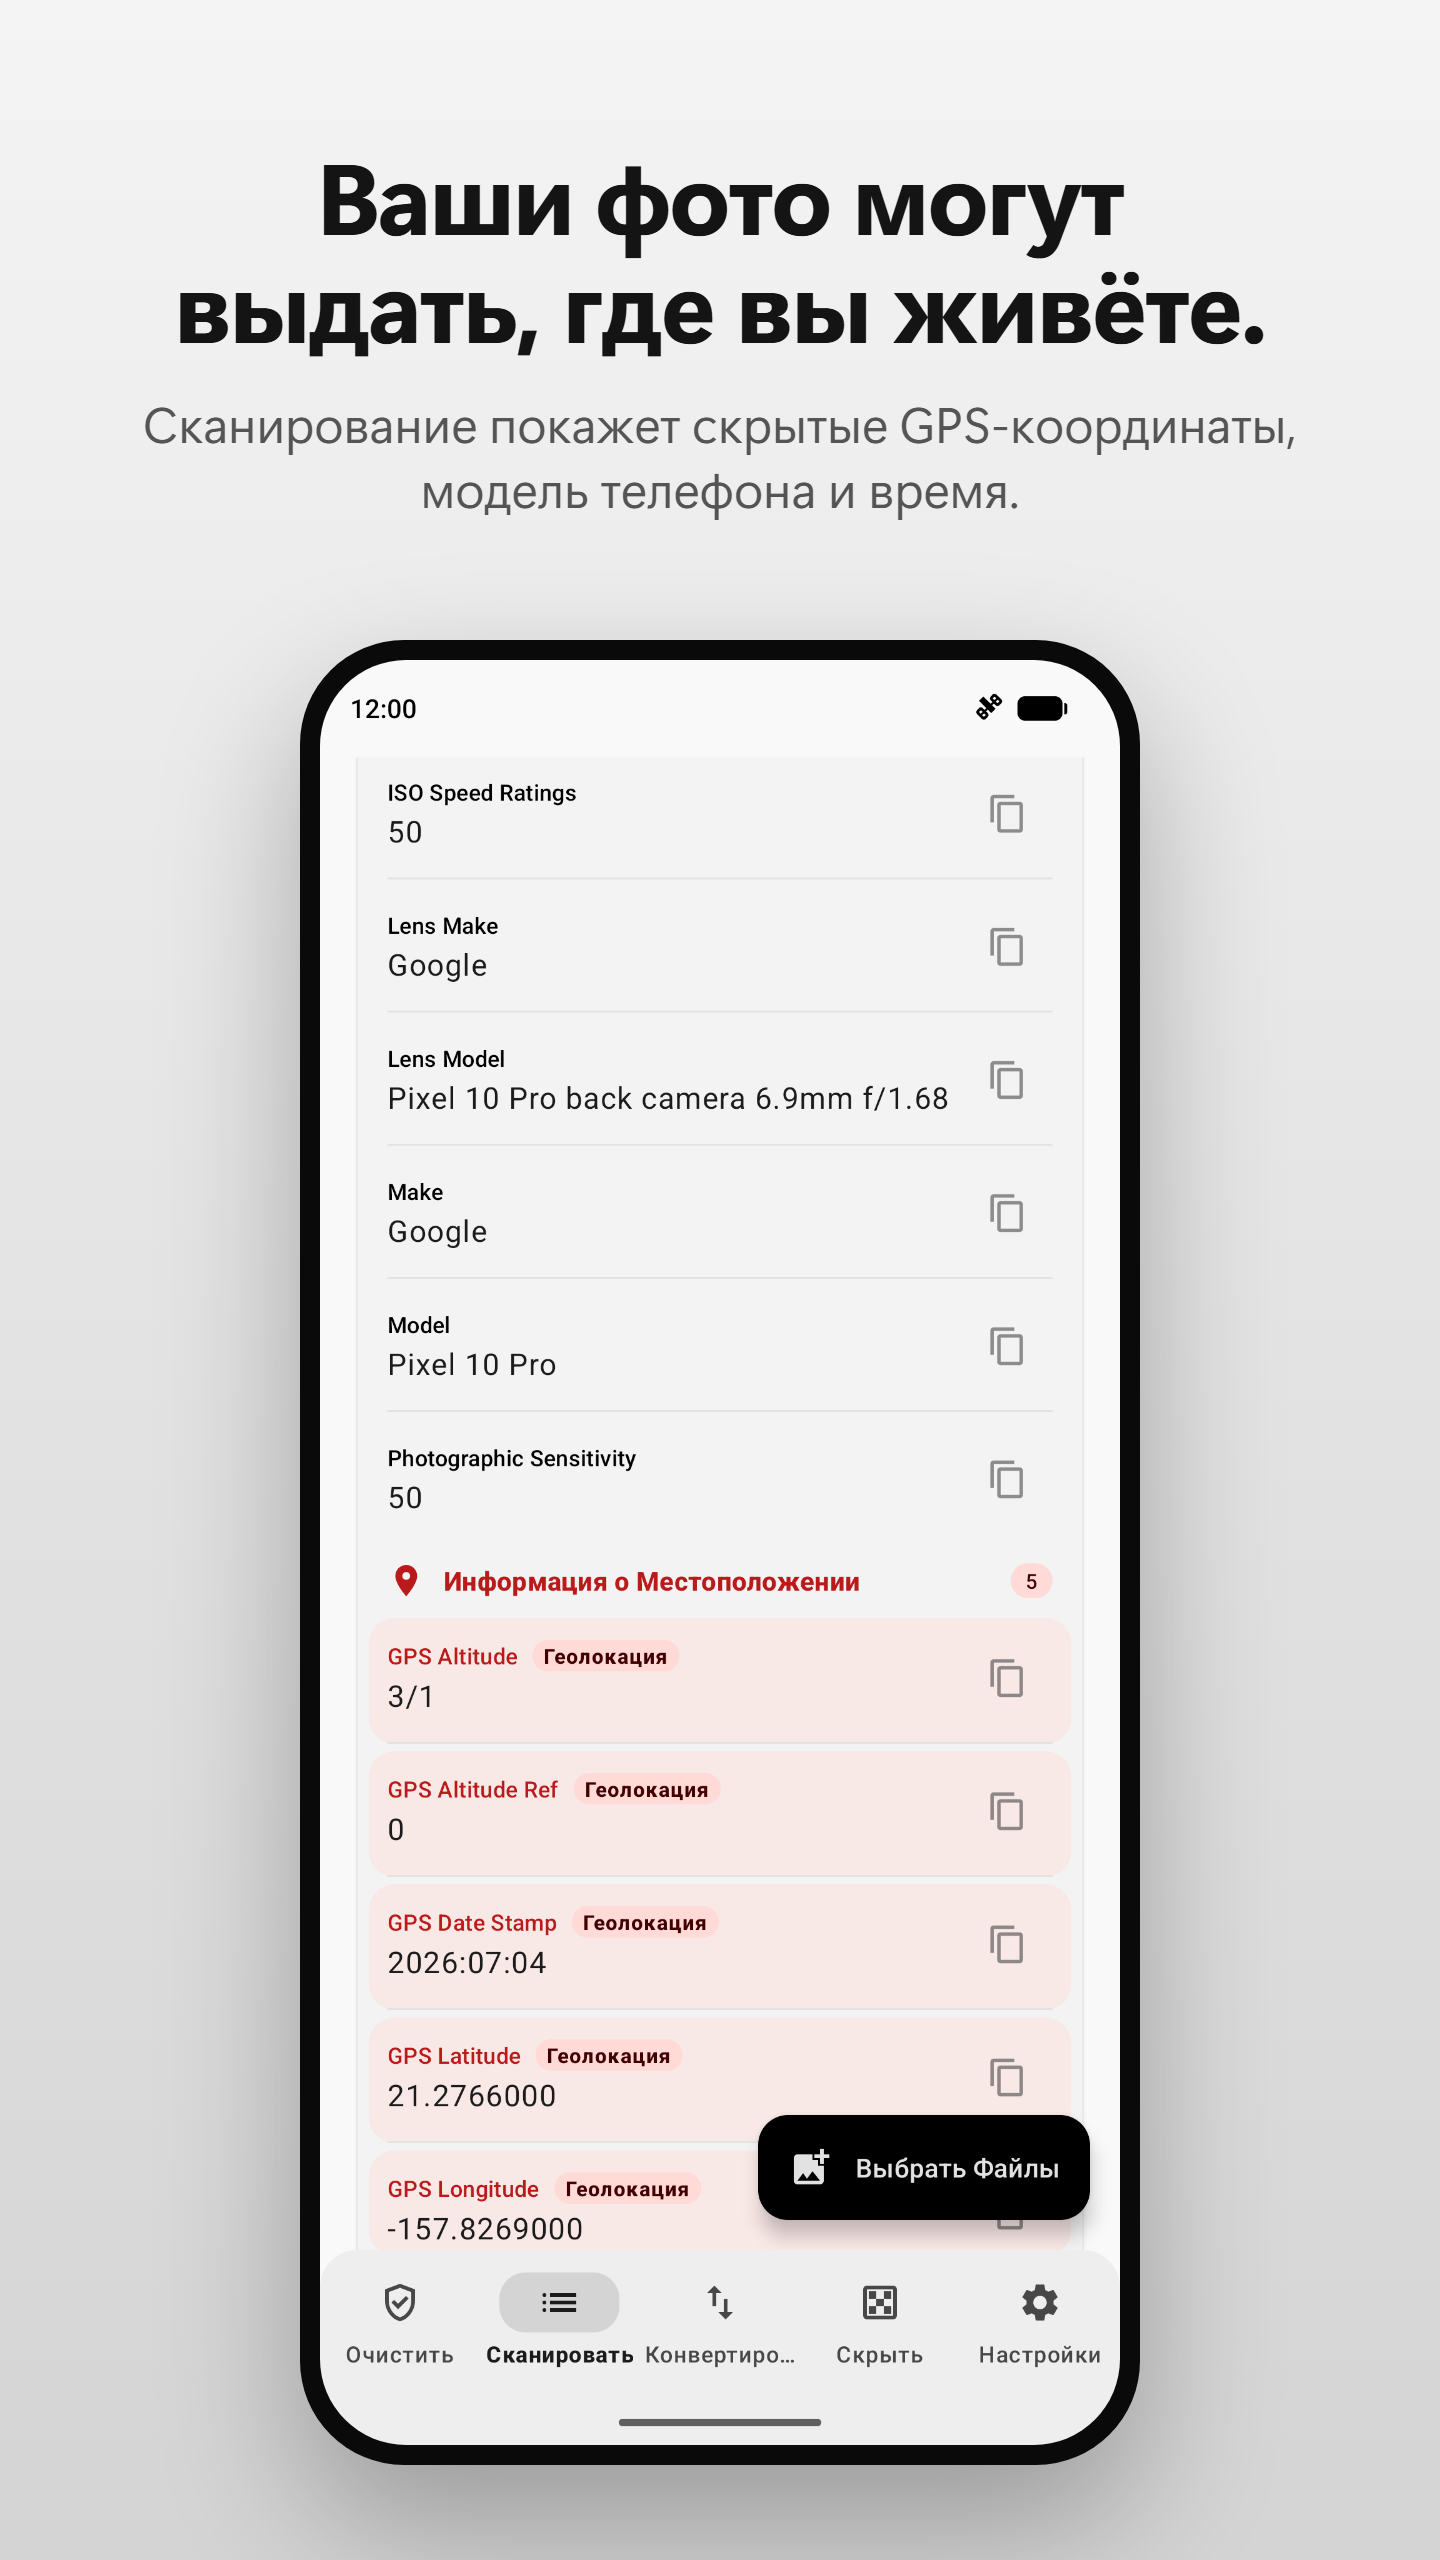 Ваши фото могут
выдать, где вы живёте.
Сканирование покажет скрытые GPS-координаты,
модель телефона и время.
12:00
ISO Speed Ratings
50
Lens Make
Google
Lens Model
Pixel 10 Pro back camera 6.9mm f/1.68
Make
Google
Model
Pixel 10 Pro
Photographic Sensitivity
50
Информация о Местоположении 5
GPS Altitude Геолокация
3/1
GPS Altitude Ref Геолокация
0
GPS Date Stamp Геолокация
2026:07:04
GPS Latitude Геолокация
21.2766000
Выбрать Файлы
GPS Longitude Геолокация
-157.8269000
Очистить Сканировать Конвертиро... Скрыть Настройки